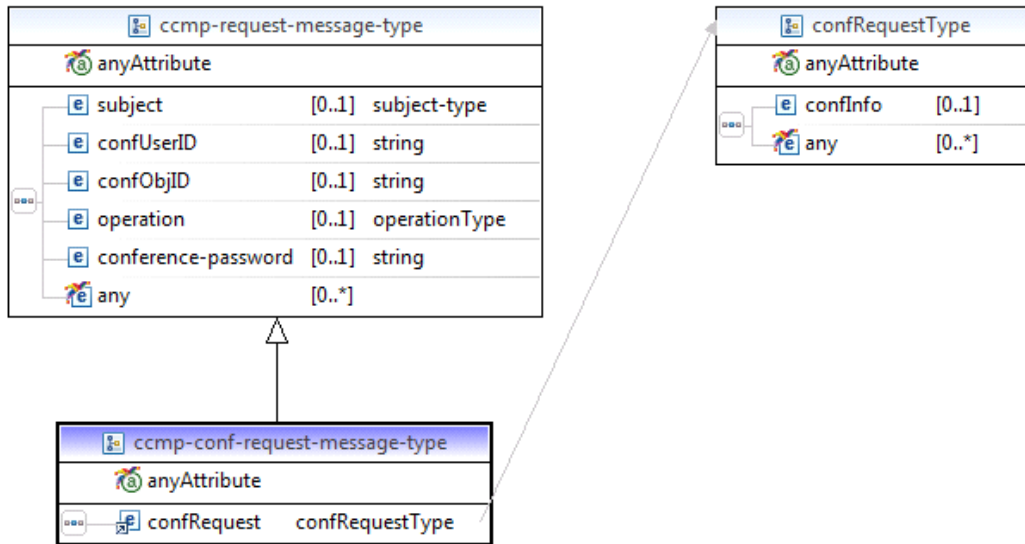 ccmp-request-message-type
anyAttribute
subject [0..1] subject-type
confUserID [0..1] string
confObjID [0..1] string
operation [0..1] operationType
conference-password [0..1] string
any [0..*]
confRequestType
anyAttribute
confInfo [0..1]
any [0..*]
ccmp-conf-request-message-type
anyAttribute
confRequest confRequestType